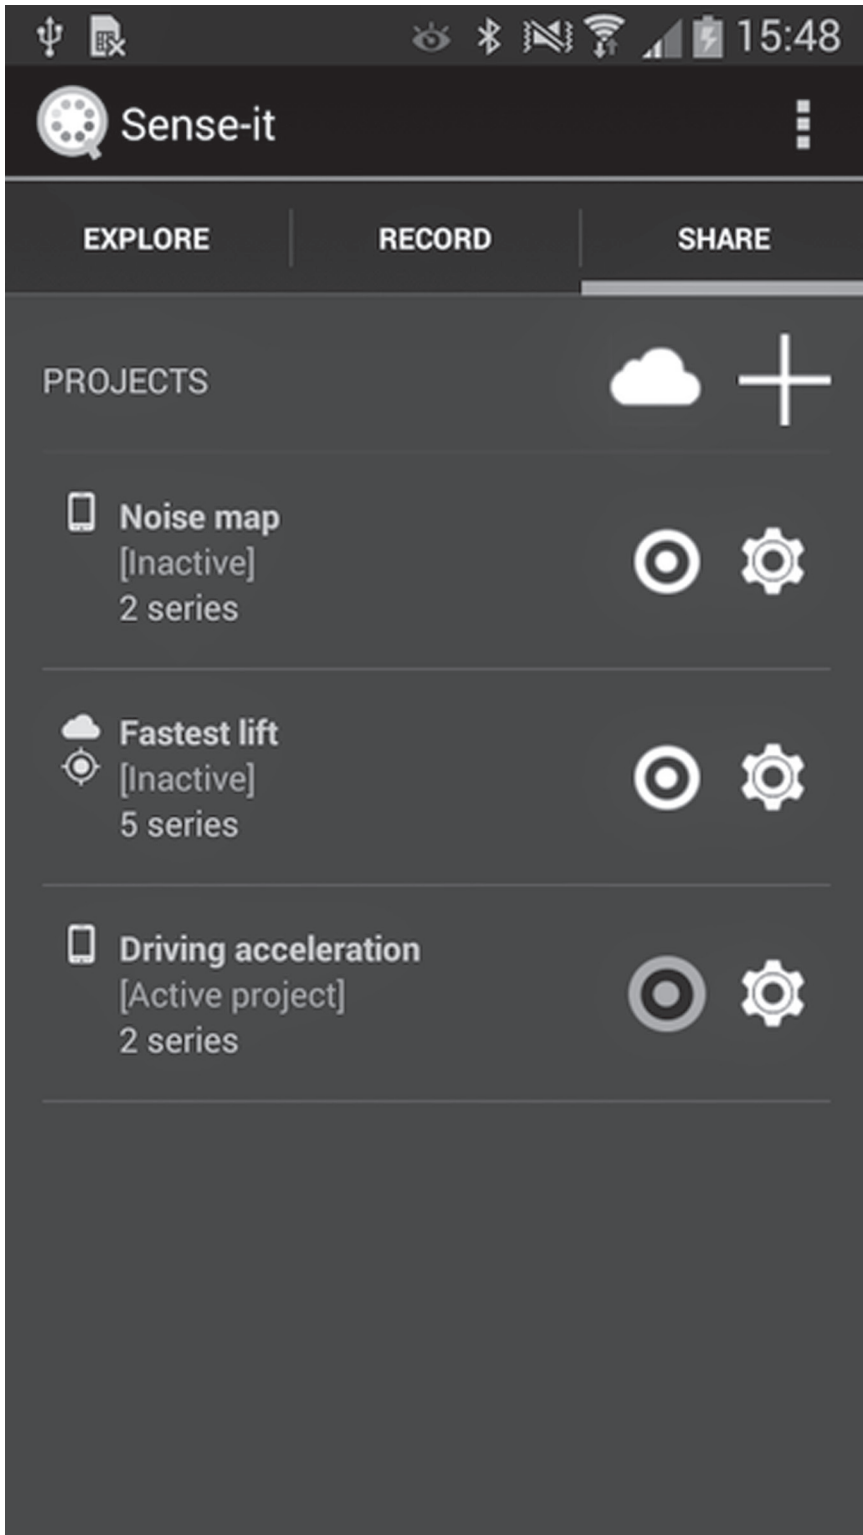 15:48
Sense-it
EXPLORE RECORD SHARE
PROJECTS
Noise map
[Inactive]
2 series
Fastest lift
[Inactive]
5 series
Driving acceleration
[Active project]
2 series